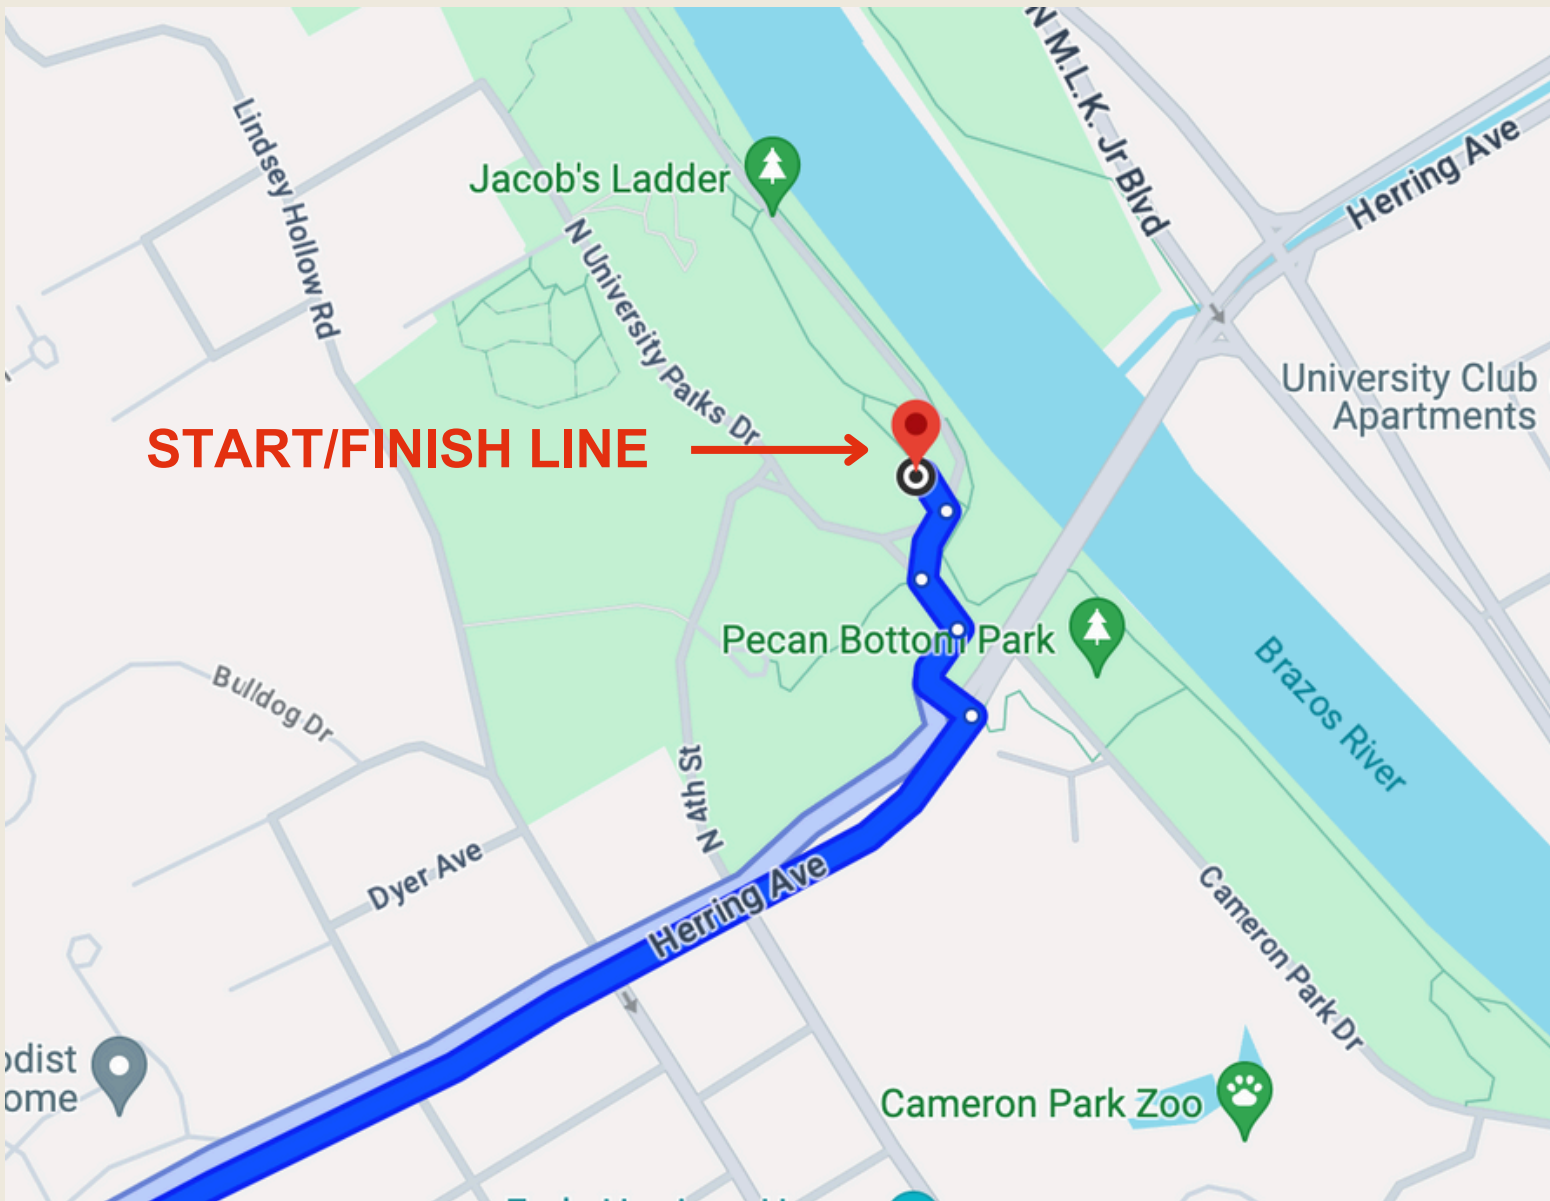 N M.L.K. Jr Blvd
Herring Ave
Lindsey Hollow Rd
Jacob's Ladder
N University Parks Dr
University Club
Apartments
START/FINISH LINE
Pecan Bottom Park
Brazos River
Bulldog Dr
N 4th St
Dyer Ave
Herring Ave
Cameron Park Dr
odist
ome
Cameron Park Zoo